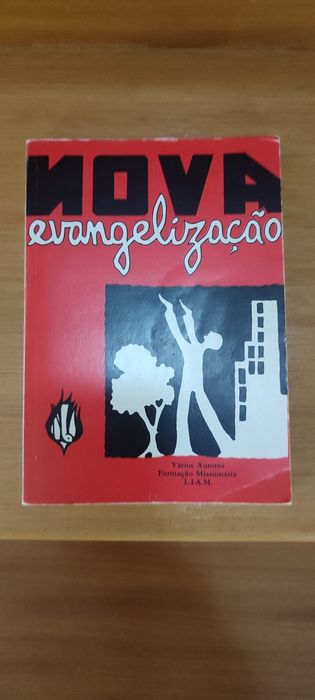 NOVA
evangelização
Vários Autores
Formação Missionária
L.I.A.M.